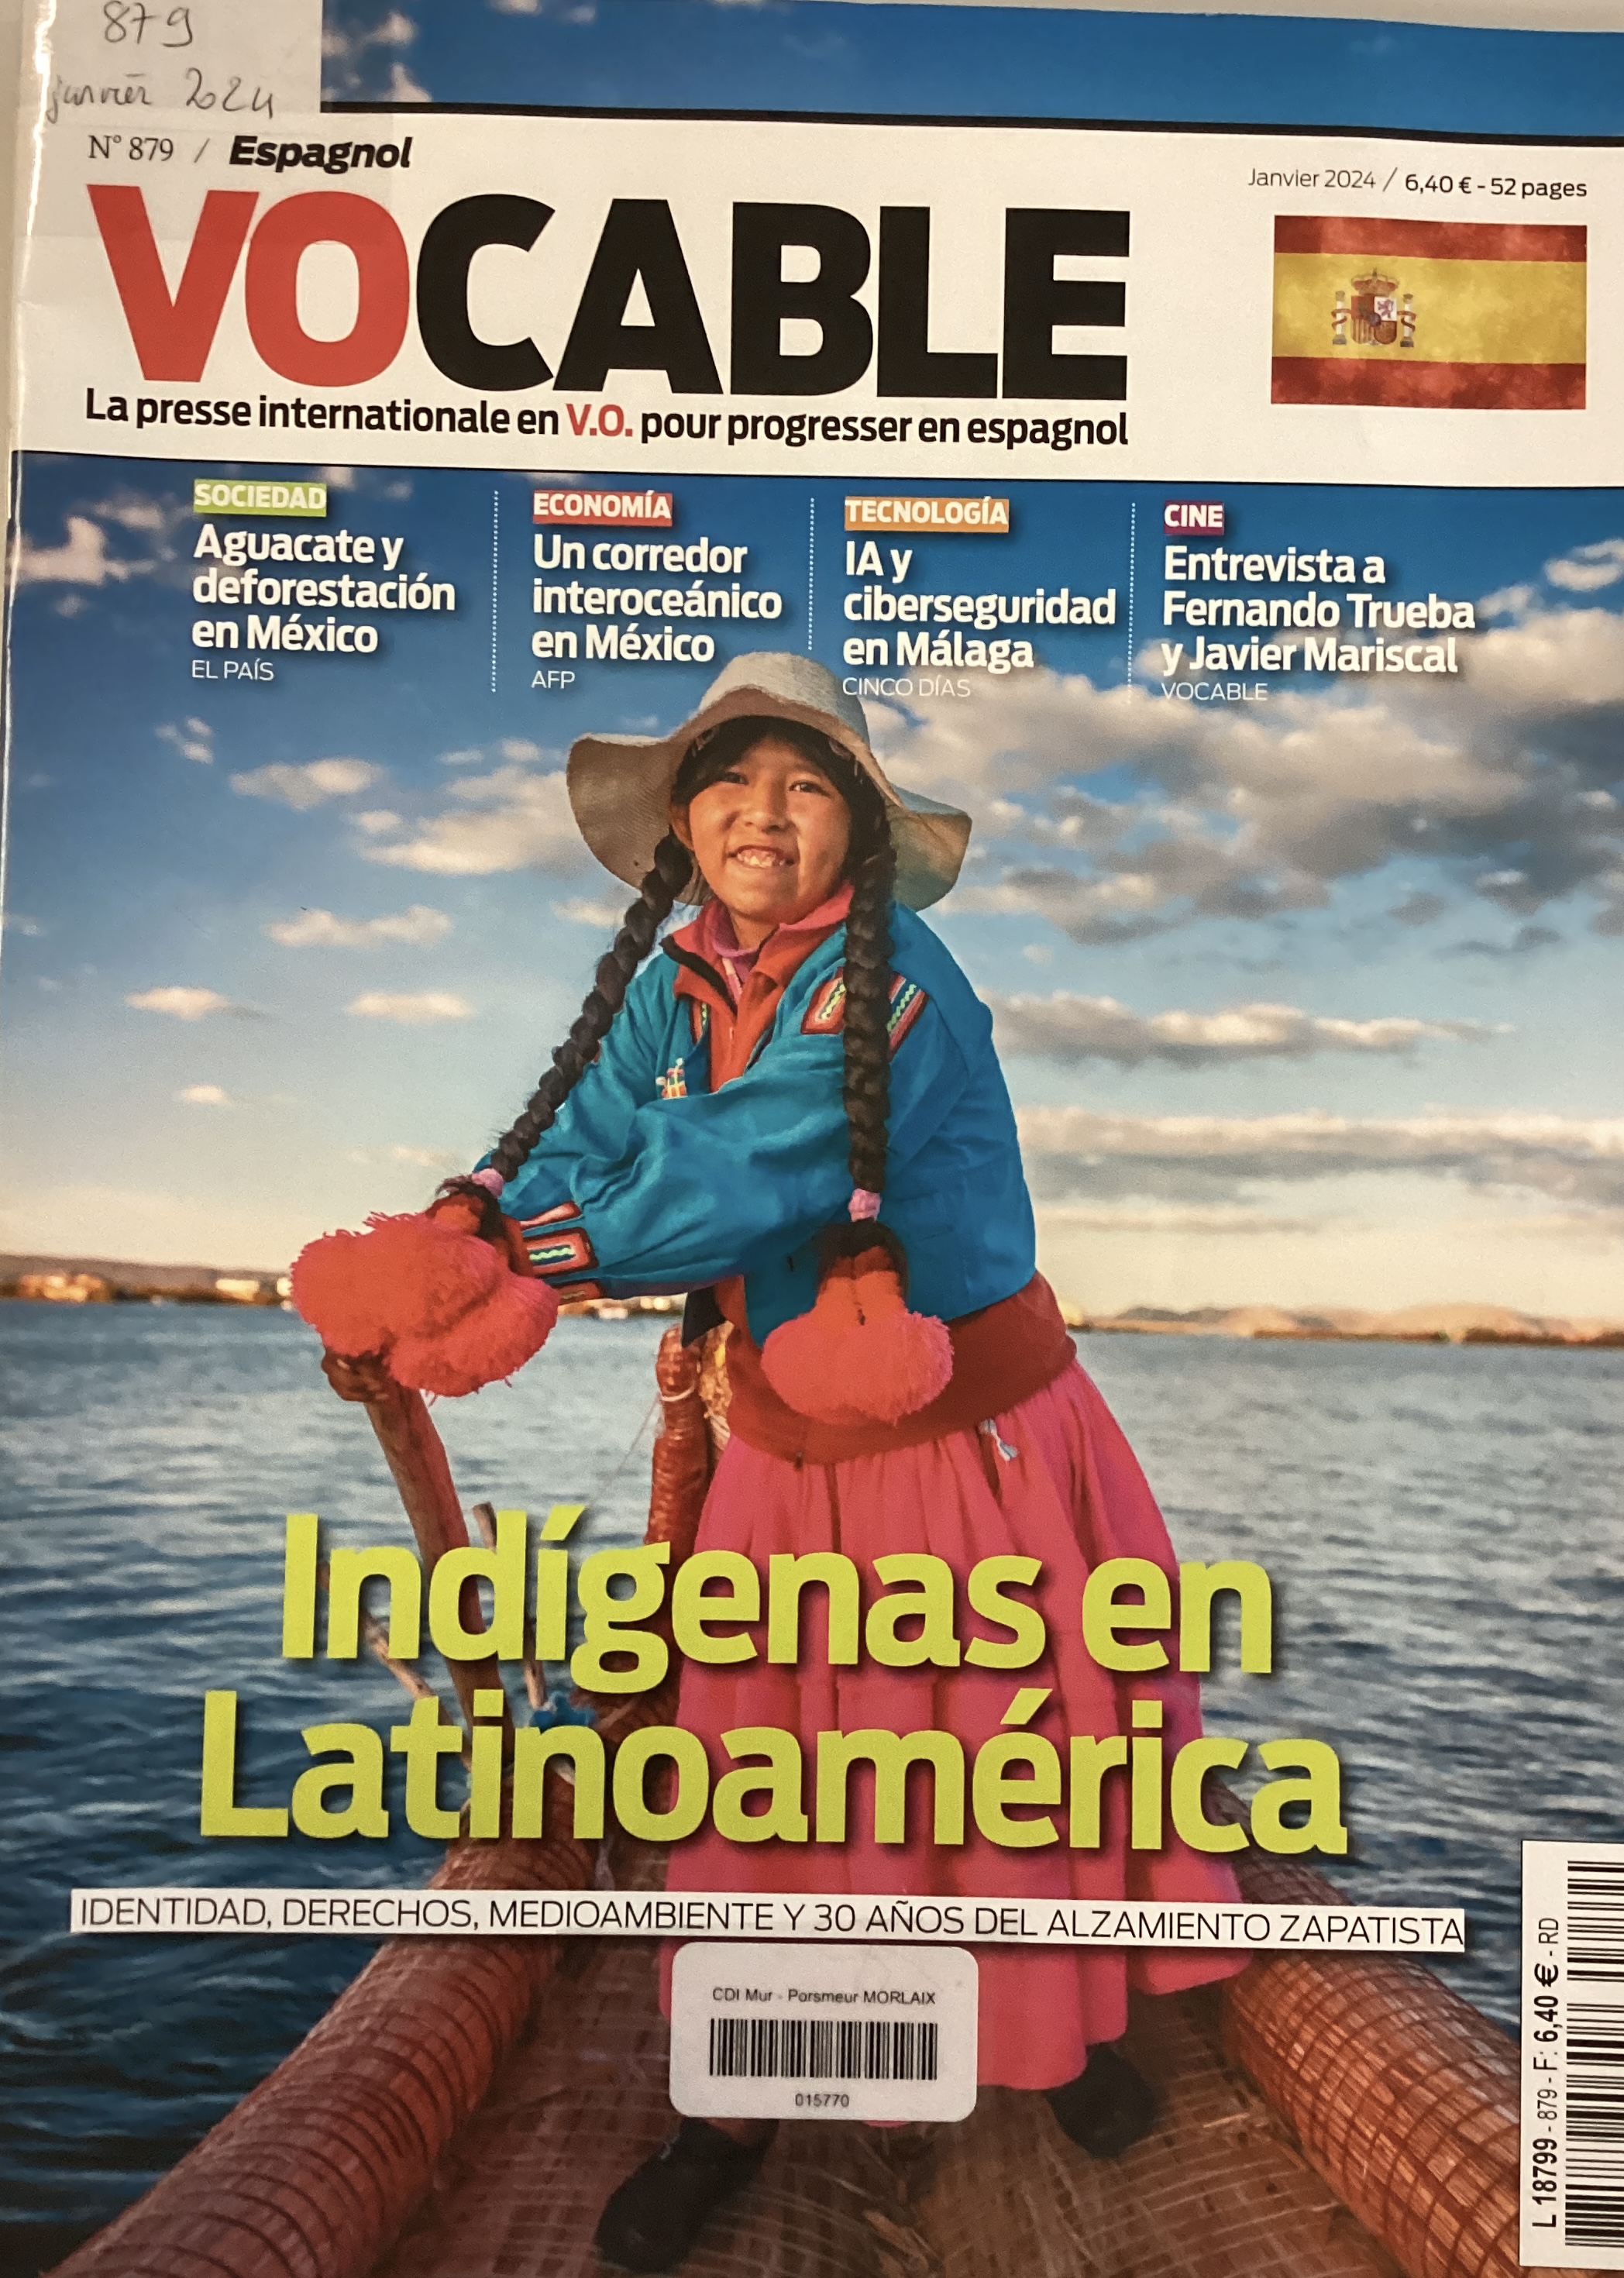 879
janvier 2024
N° 879 / Espagnol
Janvier 2024 / 6,40 € - 52 pages
VOCABLE
La presse internationale en V.O. pour progresser en espagnol
SOCIEDAD
Aguacate y
deforestación
en México
EL PAÍS
ECONOMÍA
Un corredor
interoceánico
en México
AFP
TECNOLOGÍA
IA y
ciberseguridad
en Málaga
CINCO DÍAS
CINE
Entrevista a
Fernando Trueba
y Javier Mariscal
VOCABLE
Indígenas en
Latinoamérica
IDENTIDAD, DERECHOS, MEDIOAMBIENTE Y 30 AÑOS DEL ALZAMIENTO ZAPATISTA
CDI Mur - Porsmeur MORLAIX
015770
L 18799 - 879 - F: 6,40 € - RD